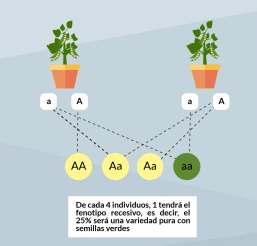 a A a A
AA Aa Aa aa
De cada 4 individuos, 1 tendrá el
fenotipo recesivo, es decir, el
25% será una variedad pura con
semillas verdes